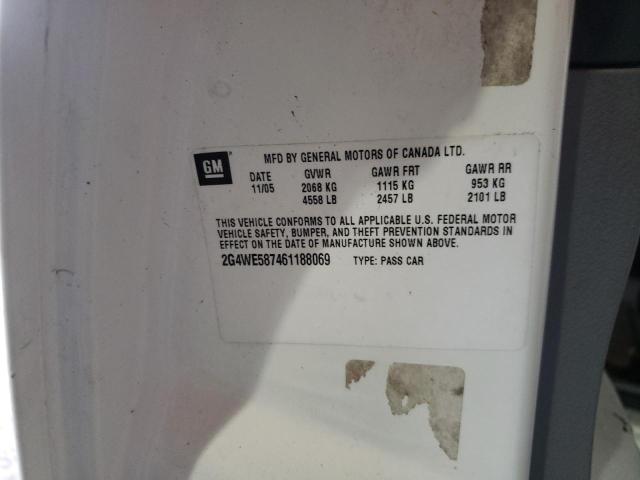 GM MFD BY GENERAL MOTORS OF CANADA LTD.
DATE GVWR GAWR FRT GAWR RR
11/05 2068 KG 1115 KG 953 KG
4558 LB 2457 LB 2101 LB
THIS VEHICLE CONFORMS TO ALL APPLICABLE U.S. FEDERAL MOTOR
VEHICLE SAFETY, BUMPER, AND THEFT PREVENTION STANDARDS IN
EFFECT ON THE DATE OF MANUFACTURE SHOWN ABOVE.
2G4WE587461188069 TYPE: PASS CAR